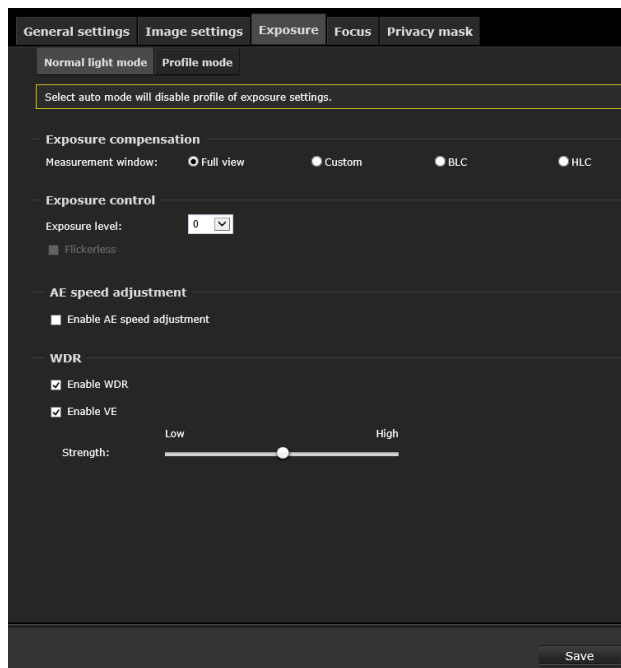 General settings Image settings Exposure Focus Privacy mask
Normal light mode Profile mode
Select auto mode will disable profile of exposure settings.
Exposure compensation
Measurement window: Full view Custom BLC HLC
Exposure control
Exposure level: 0
Flickerless
AE speed adjustment
Enable AE speed adjustment
WDR
Enable WDR
Enable VE
Low High
Strength:
Save